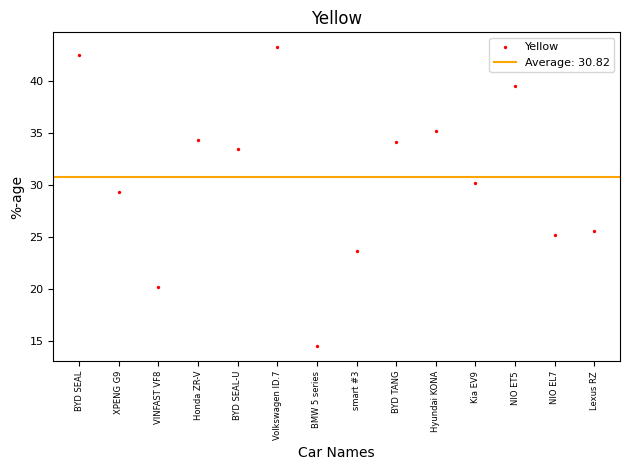 Yellow
Yellow
Average: 30.82
40
35
30
25
20
15
%-age
BYD SEAL
XPENG G9
VINFAST VF8
Honda ZR-V
BYD SEAL-U
Volkswagen ID.7
BMW 5 series
smart #3
BYD TANG
Hyundai KONA
Kia EV9
NIO ET5
NIO EL7
Lexus RZ
Car Names